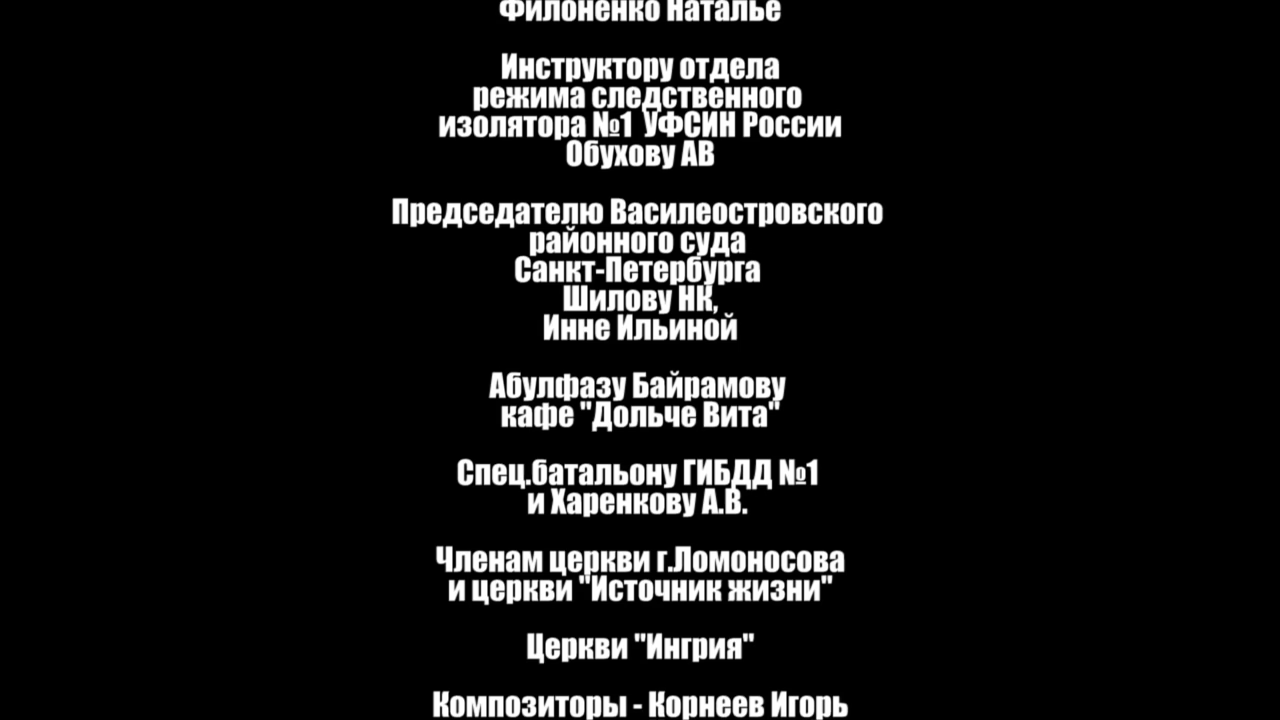 Филоненко Наталье
Инструктору отдела
режима следственного
изолятора №1 УФСИН России
Обухову АВ
Председателю Василеостровского
районного суда
Санкт-Петербурга
Шилову НК,
Инне Ильиной
Абулфазу Байрамову
кафе "Дольче Вита"
Спец.батальону ГИБДД №1
и Харенкову А.В.
Членам церкви г.Ломоносова
и церкви "Источник жизни"
Церкви "Ингрия"
Композиторы - Корнеев Игорь